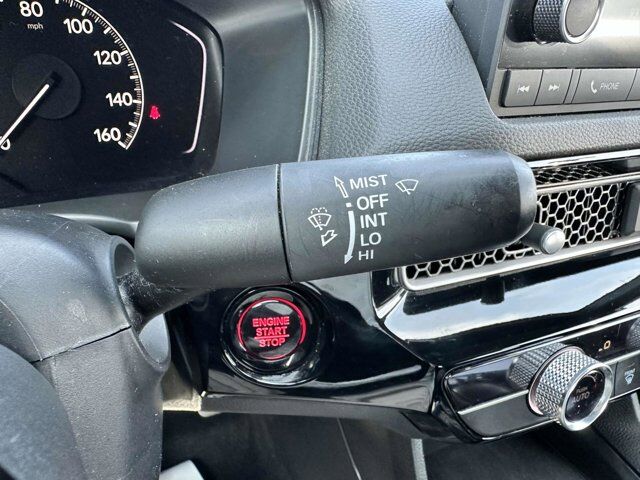 80
mph
100
120
140
160
MIST
OFF
INT
LO
HI
ENGINE
START
STOP
PHONE
AUTO